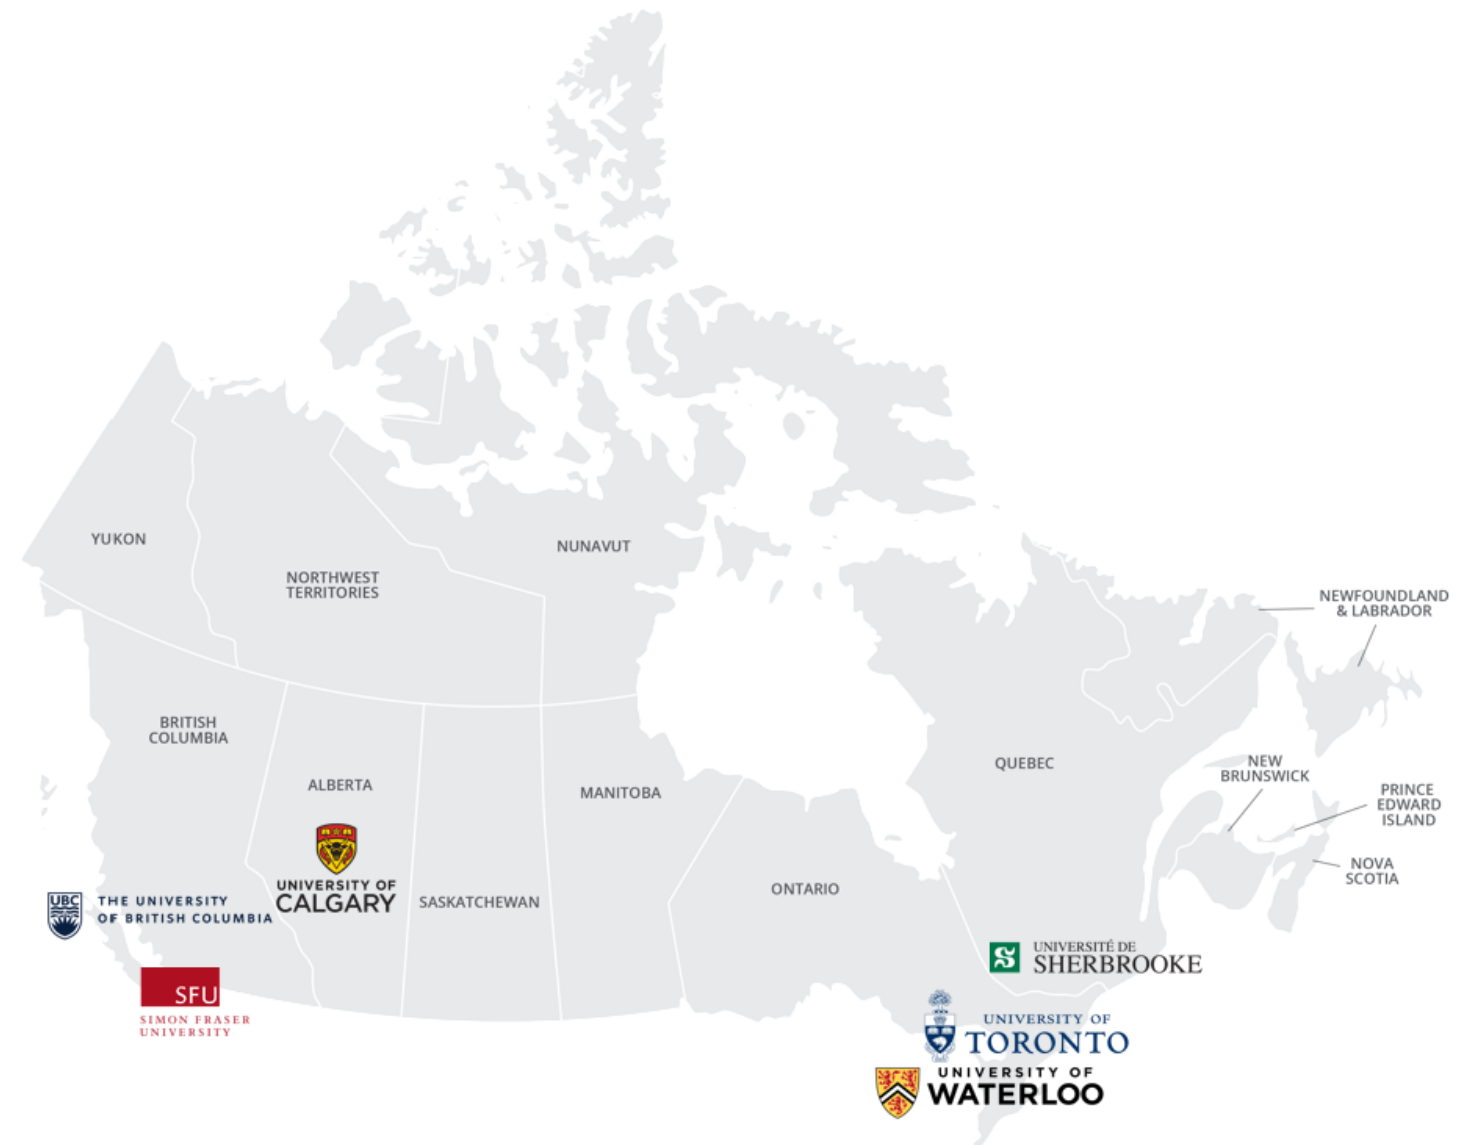 YUKON
NORTHWEST
TERRITORIES
NUNAVUT
NEWFOUNDLAND
& LABRADOR
BRITISH
COLUMBIA
ALBERTA
MANITOBA
QUEBEC
NEW
BRUNSWICK
PRINCE
EDWARD
ISLAND
NOVA
SCOTIA
UBC
THE UNIVERSITY
OF BRITISH COLUMBIA
UNIVERSITY OF
CALGARY
SASKATCHEWAN
ONTARIO
SFU
SIMON FRASER
UNIVERSITY
S
UNIVERSITÉ DE
SHERBROOKE
UNIVERSITY OF
TORONTO
UNIVERSITY OF
WATERLOO